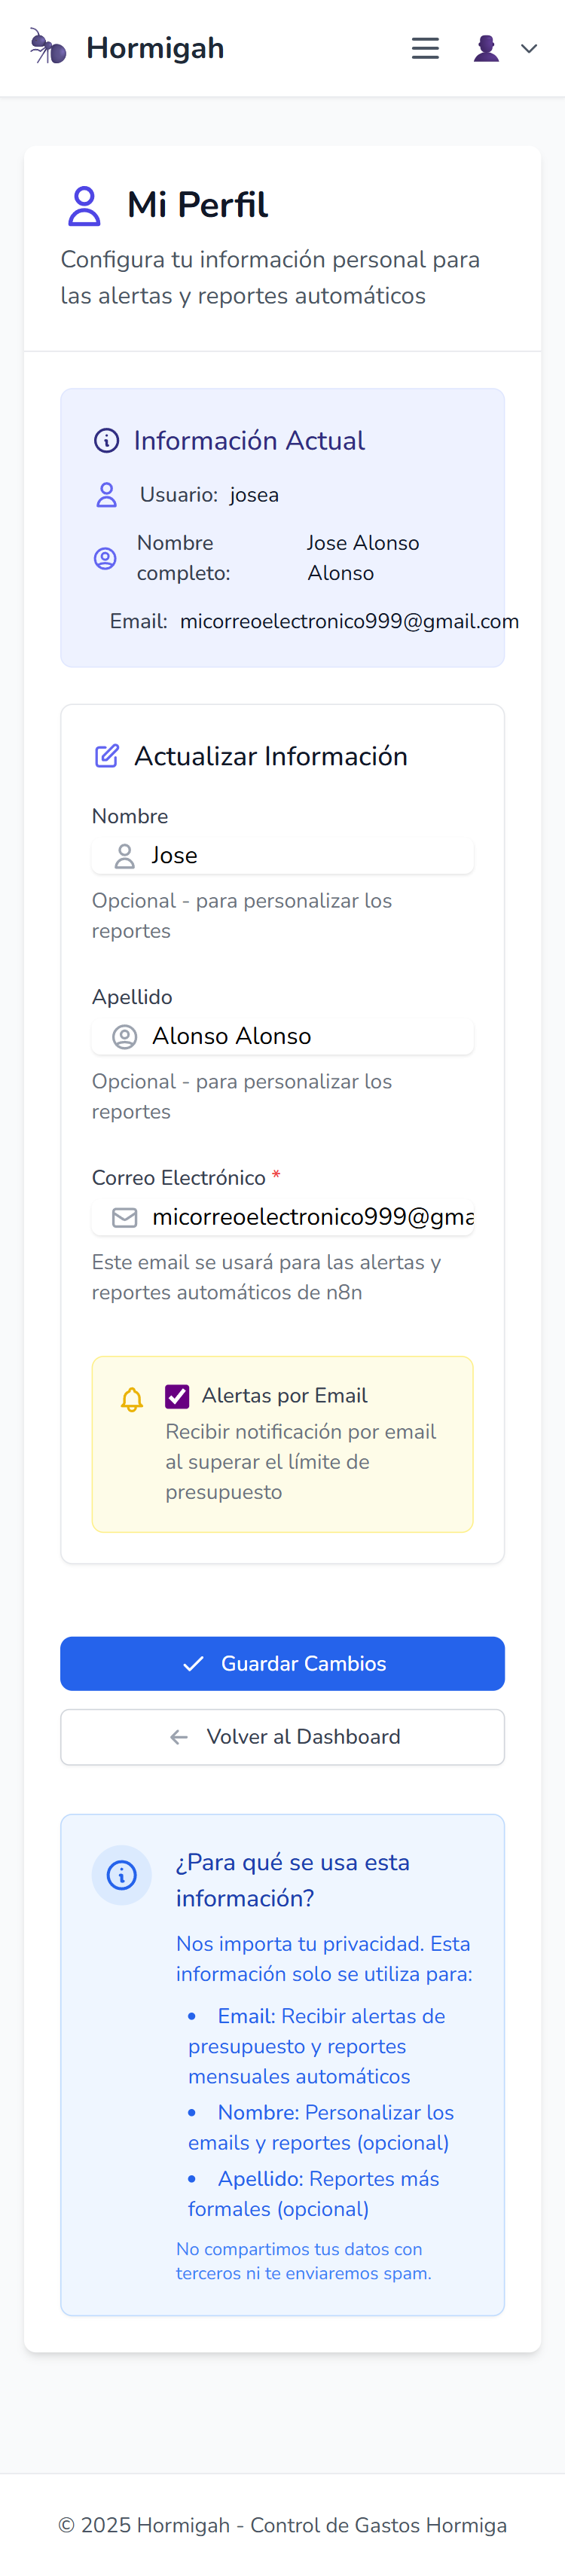 Hormigah
Mi Perfil
Configura tu información personal para
las alertas y reportes automáticos
Información Actual
Usuario: josea
Nombre completo: Jose Alonso Alonso
Email: micorreoelectronico999@gmail.com
Actualizar Información
Nombre
Jose
Opcional - para personalizar los
reportes
Apellido
Alonso Alonso
Opcional - para personalizar los
reportes
Correo Electrónico *
micorreoelectronico999@gma
Este email se usará para las alertas y
reportes automáticos de n8n
Alertas por Email
Recibir notificación por email
al superar el límite de
presupuesto
Guardar Cambios
Volver al Dashboard
¿Para qué se usa esta
información?
Nos importa tu privacidad. Esta
información solo se utiliza para:
• Email: Recibir alertas de
presupuesto y reportes
mensuales automáticos
• Nombre: Personalizar los
emails y reportes (opcional)
• Apellido: Reportes más
formales (opcional)
No compartimos tus datos con
terceros ni te enviaremos spam.
© 2025 Hormigah - Control de Gastos Hormiga